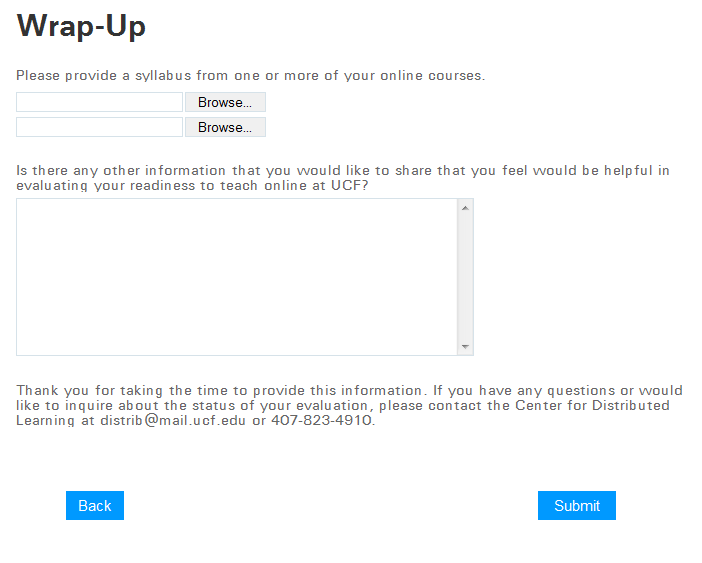 Wrap-Up
Please provide a syllabus from one or more of your online courses.
Browse...
Browse...
Is there any other information that you would like to share that you feel would be helpful in
evaluating your readiness to teach online at UCF?
Thank you for taking the time to provide this information. If you have any questions or would
like to inquire about the status of your evaluation, please contact the Center for Distributed
Learning at distrib@mail.ucf.edu or 407-823-4910.
Back
Submit